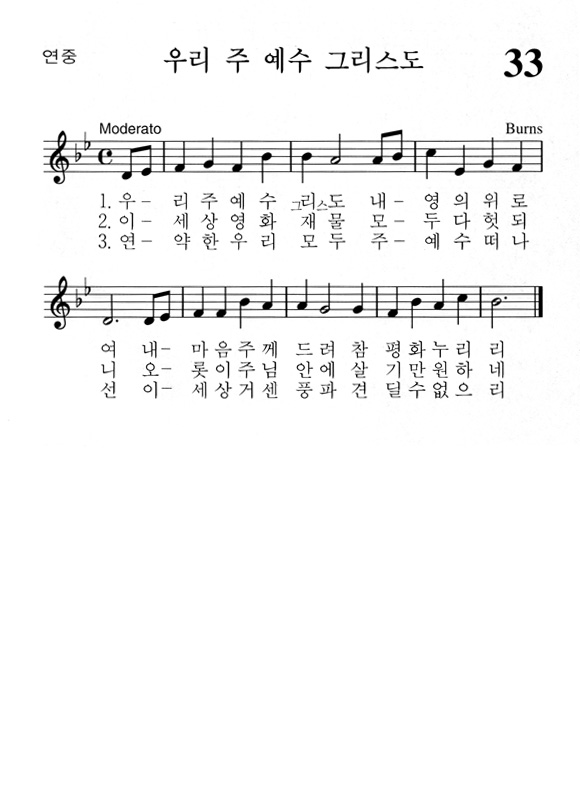 연중 우리 주 예수 그리스도 33
Moderato Burns
1. 우- 리주예수 그리스도 내- 영의위로
2. 이- 세상영화 재물모- 두다헛되
3. 연- 약한우리 모두주- 예수떠나
여 내- 마음주께 드려참 평화누리리
니 오- 롯이주님 안에살 기만원하네
선 이- 세상거센 풍파견 딜수없으리